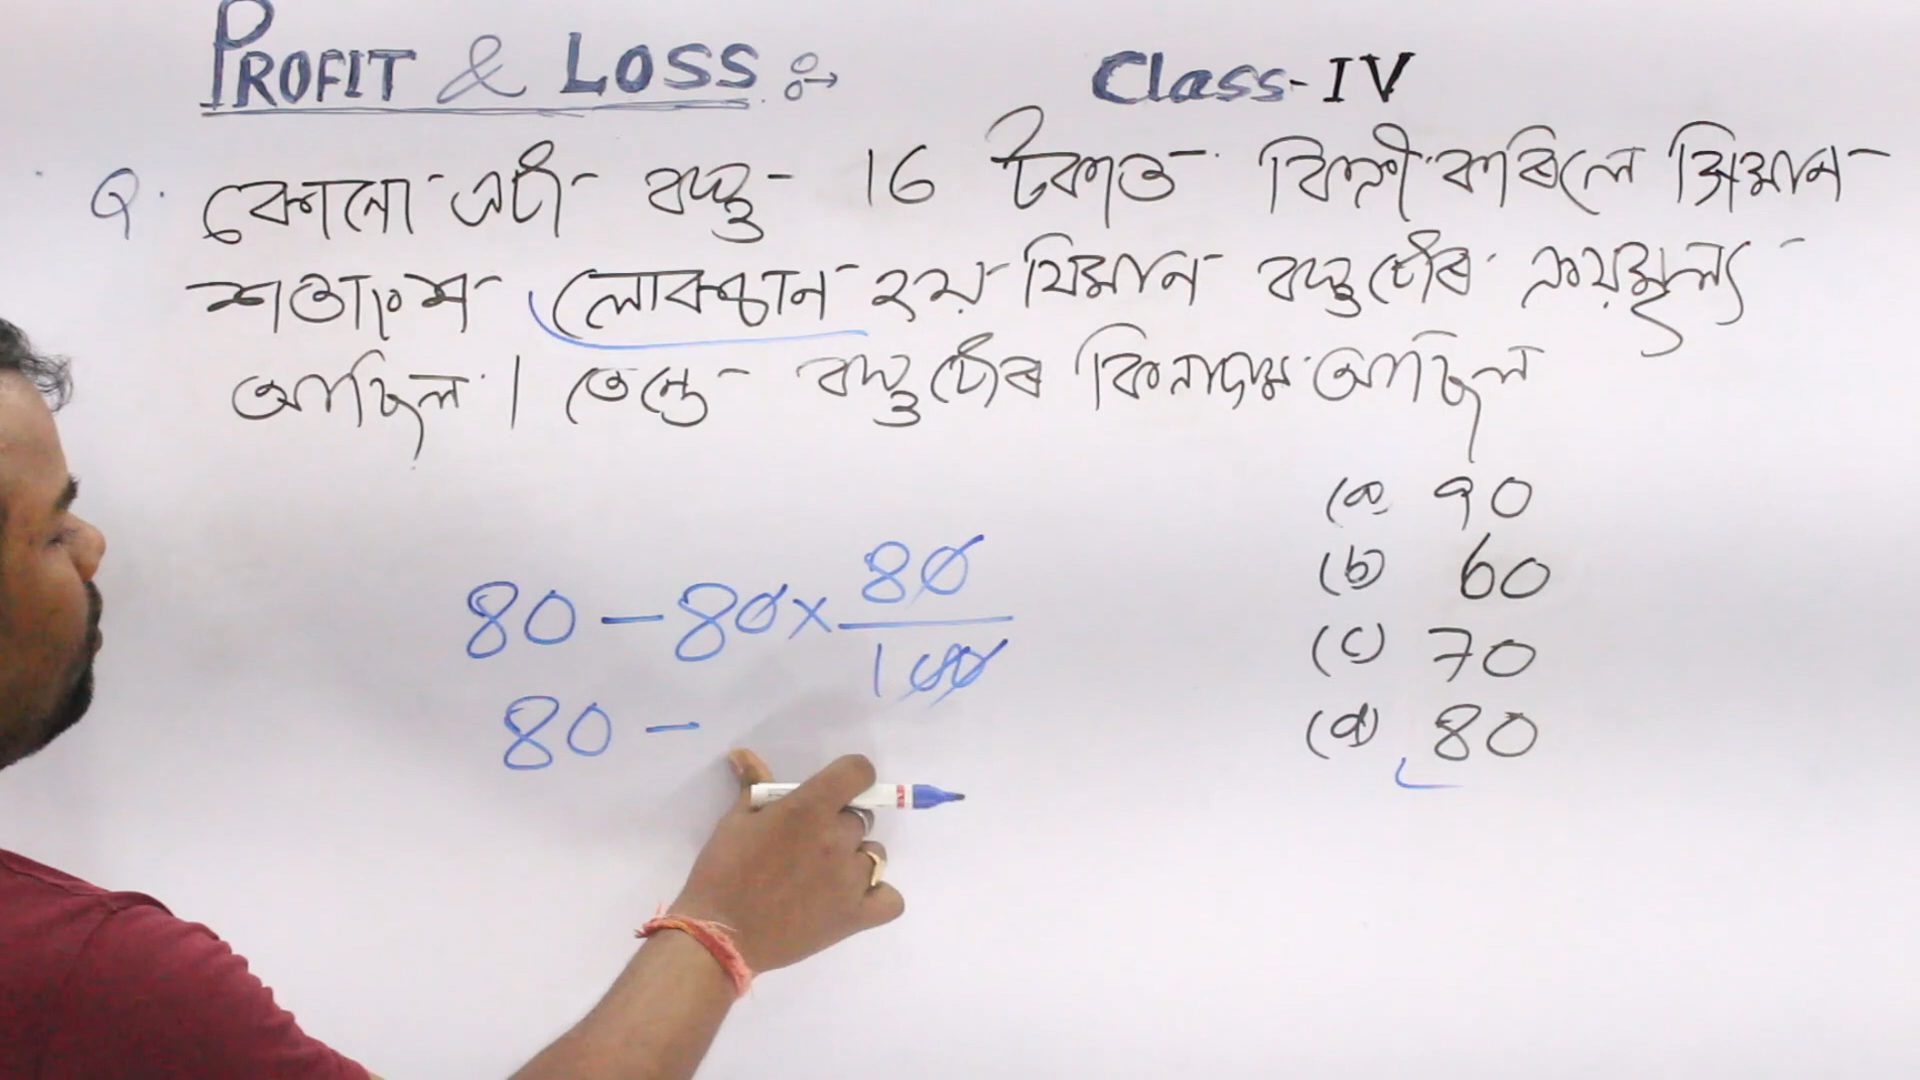 PROFIT & LOSS :→ Class-IV
Q. কোনো এটা বস্তু 16 টকাত বিক্ৰী কৰিলে সিমান
শতাংশ লোকচান হয় যিমান বস্তুটোৰ ক্ৰয়মূল্য
আছিল। তেন্তে বস্তুটোৰ কিনাদাম আছিল
(a) 90
(b) 60
(c) 70
(d) 80
80 - 80 × 80/100
80 -